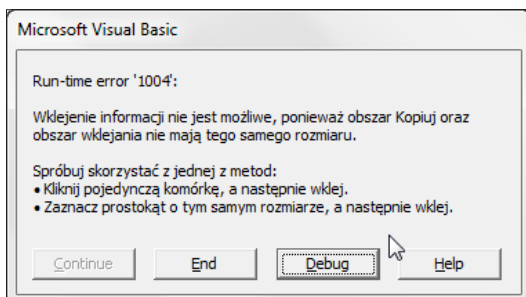 Microsoft Visual Basic
Run-time error '1004':
Wklejenie informacji nie jest możliwe, ponieważ obszar Kopiuj oraz
obszar wklejania nie mają tego samego rozmiaru.
Spróbuj skorzystać z jednej z metod:
• Kliknij pojedynczą komórkę, a następnie wklej.
• Zaznacz prostokąt o tym samym rozmiarze, a następnie wklej.
Continue End Debug Help